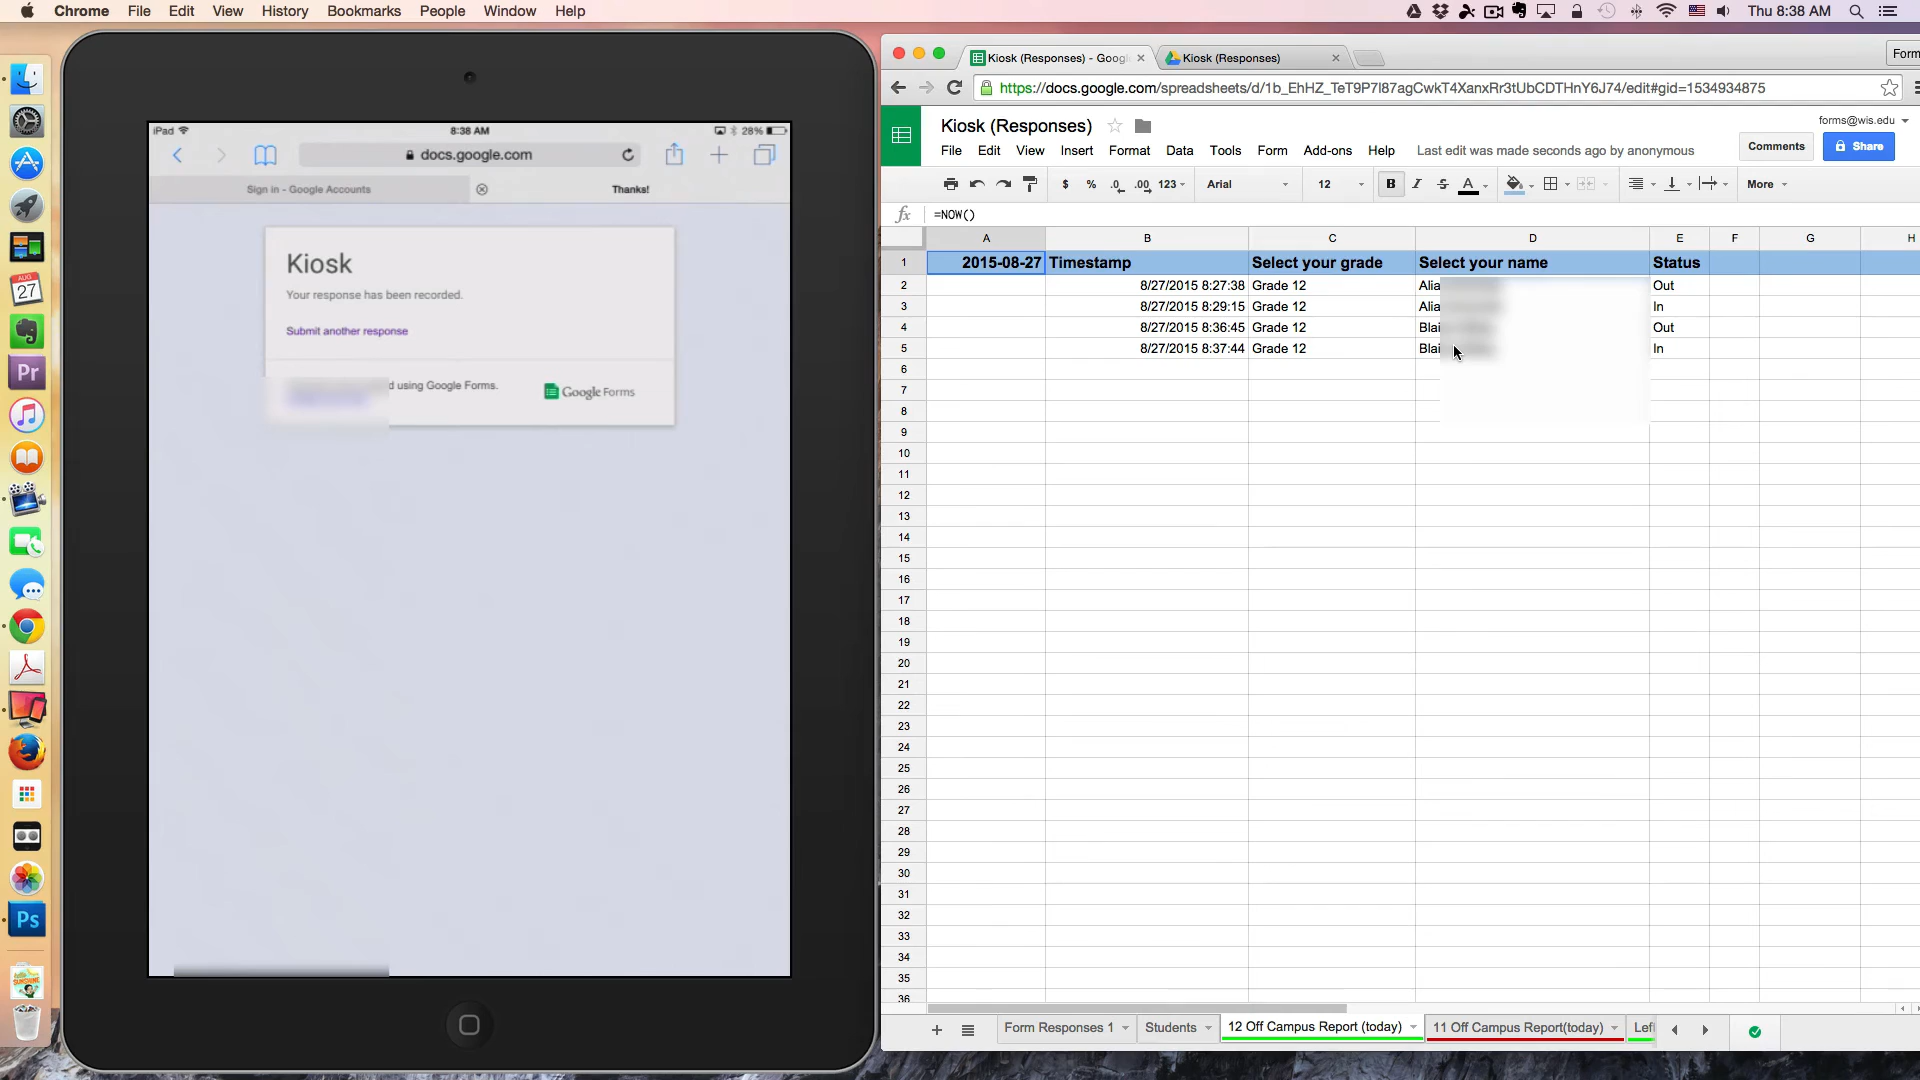 Chrome File Edit View History Bookmarks People Window Help Thu 8:38 AM
iPad 8:38 AM 28%
docs.google.com
Sign in - Google Accounts Thanks!
Kiosk
Your response has been recorded.
Submit another response
d using Google Forms.
Google Forms
AUG
27
Pr
Ps
Kiosk (Responses) - Googl Kiosk (Responses) Form
https://docs.google.com/spreadsheets/d/1b_EhHZ_TeT9P7l87agCwkT4XanxRr3tUbCDTHnY6J74/edit#gid=1534934875
Kiosk (Responses) forms@wis.edu
File Edit View Insert Format Data Tools Form Add-ons Help Last edit was made seconds ago by anonymous Comments Share
$ % .0 .00 123 Arial 12 B I S A More
fx =NOW()
A B C D E F G H
1 2015-08-27 Timestamp Select your grade Select your name Status
2 8/27/2015 8:27:38 Grade 12 Alia Out
3 8/27/2015 8:29:15 Grade 12 Alia In
4 8/27/2015 8:36:45 Grade 12 Blai Out
5 8/27/2015 8:37:44 Grade 12 Blai In
6
7
8
9
10
11
12
13
14
15
16
17
18
19
20
21
22
23
24
25
26
27
28
29
30
31
32
33
34
35
36
Form Responses 1 Students 12 Off Campus Report (today) 11 Off Campus Report(today) Left